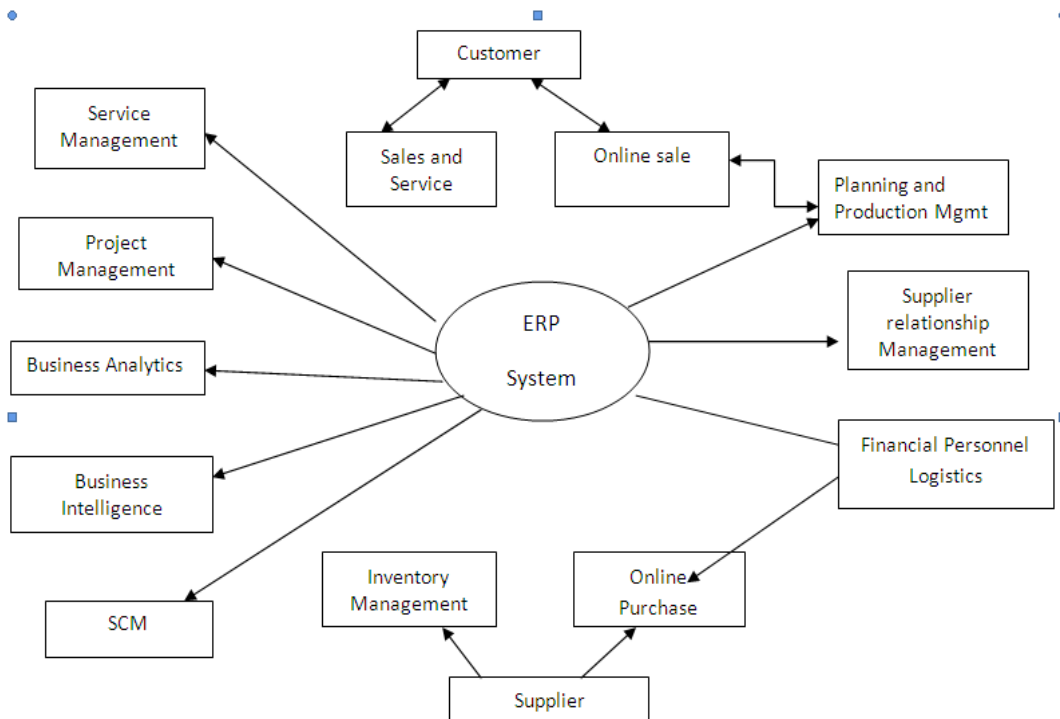 Customer
Service
Management
Sales and
Service
Online sale
Planning and
Production Mgmt
Project
Management
ERP
System
Supplier
relationship
Management
Business Analytics
Financial Personnel
Logistics
Business
Intelligence
Inventory
Management
Online
Purchase
SCM
Supplier